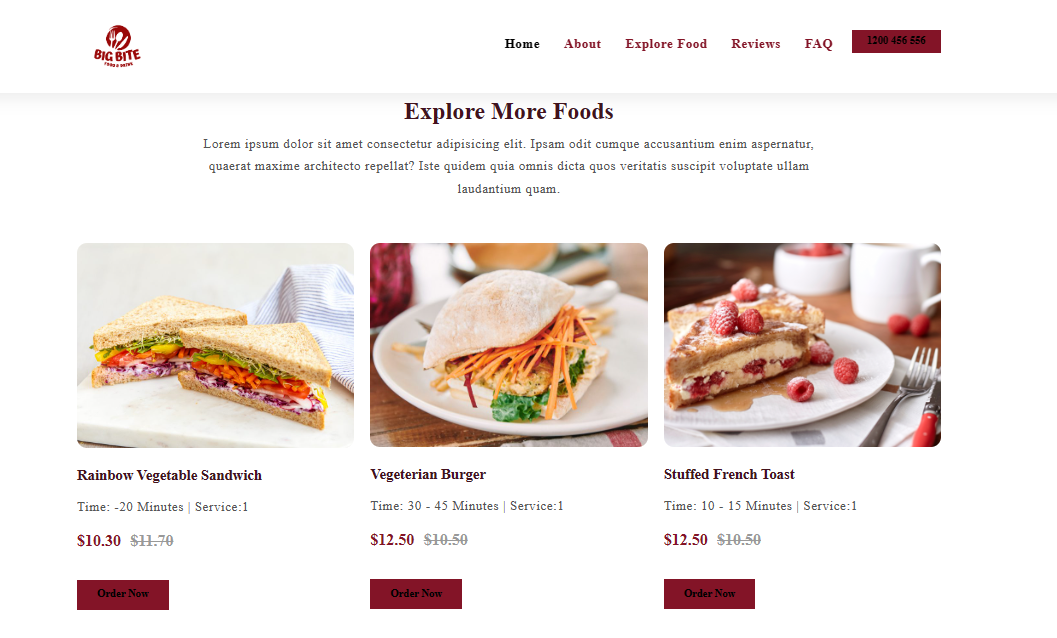 BIG BITE
FOOD & DRINK
Home About Explore Food Reviews FAQ 1200 456 556
Explore More Foods
Lorem ipsum dolor sit amet consectetur adipisicing elit. Ipsam odit cumque accusantium enim aspernatur,
quaerat maxime architecto repellat? Iste quidem quia omnis dicta quos veritatis suscipit voluptate ullam
laudantium quam.
Rainbow Vegetable Sandwich
Time: -20 Minutes | Service:1
$10.30 $11.70
Order Now
Vegeterian Burger
Time: 30 - 45 Minutes | Service:1
$12.50 $10.50
Order Now
Stuffed French Toast
Time: 10 - 15 Minutes | Service:1
$12.50 $10.50
Order Now